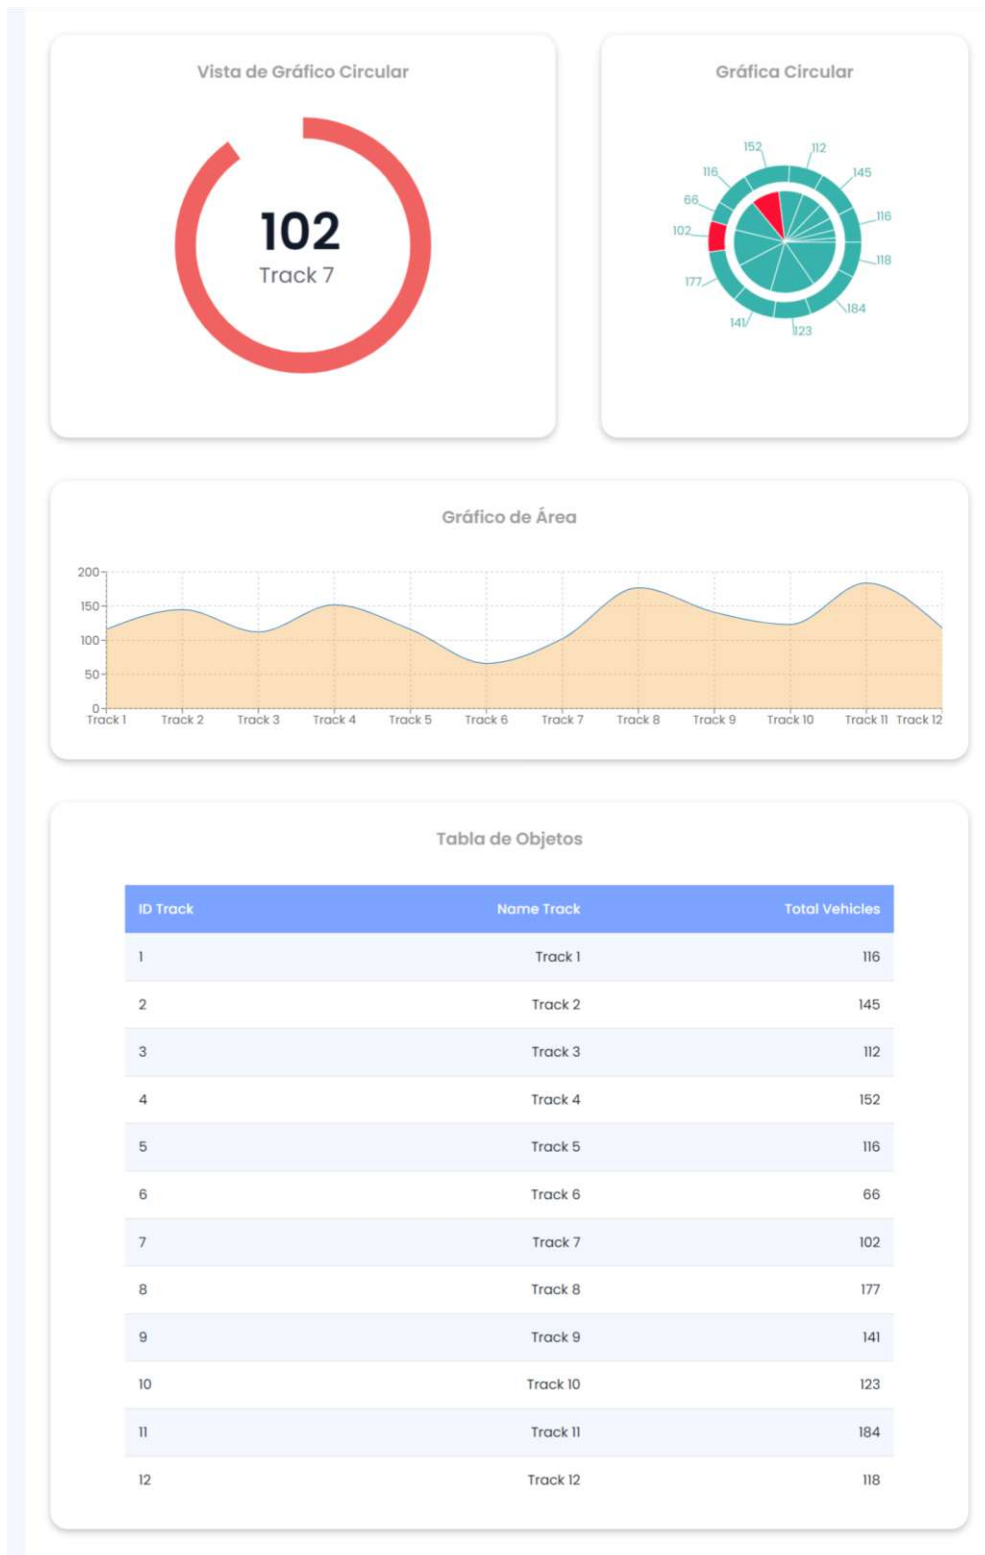 Vista de Gráfico Circular
102
Track 7
Gráfica Circular
152
112
116
145
66
116
102
118
177
184
141
123
Gráfico de Área
200
150
100
50
0
Track 1 Track 2 Track 3 Track 4 Track 5 Track 6 Track 7 Track 8 Track 9 Track 10 Track 11 Track 12
Tabla de Objetos
ID Track Name Track Total Vehicles
1 Track 1 116
2 Track 2 145
3 Track 3 112
4 Track 4 152
5 Track 5 116
6 Track 6 66
7 Track 7 102
8 Track 8 177
9 Track 9 141
10 Track 10 123
11 Track 11 184
12 Track 12 118